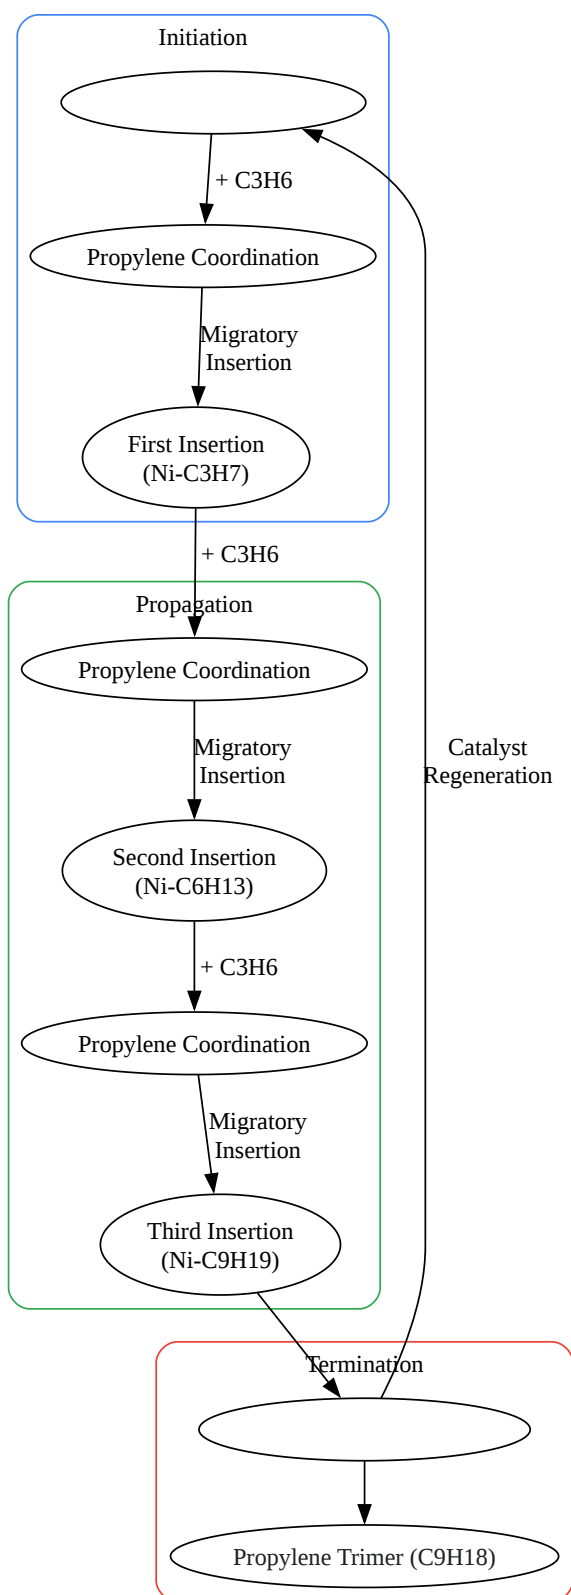 Initiation
+ C3H6
Propylene Coordination
Migratory
Insertion
First Insertion
(Ni-C3H7)
+ C3H6
Propagation
Propylene Coordination
Migratory
Insertion
Catalyst
Regeneration
Second Insertion
(Ni-C6H13)
+ C3H6
Propylene Coordination
Migratory
Insertion
Third Insertion
(Ni-C9H19)
Termination
Propylene Trimer (C9H18)